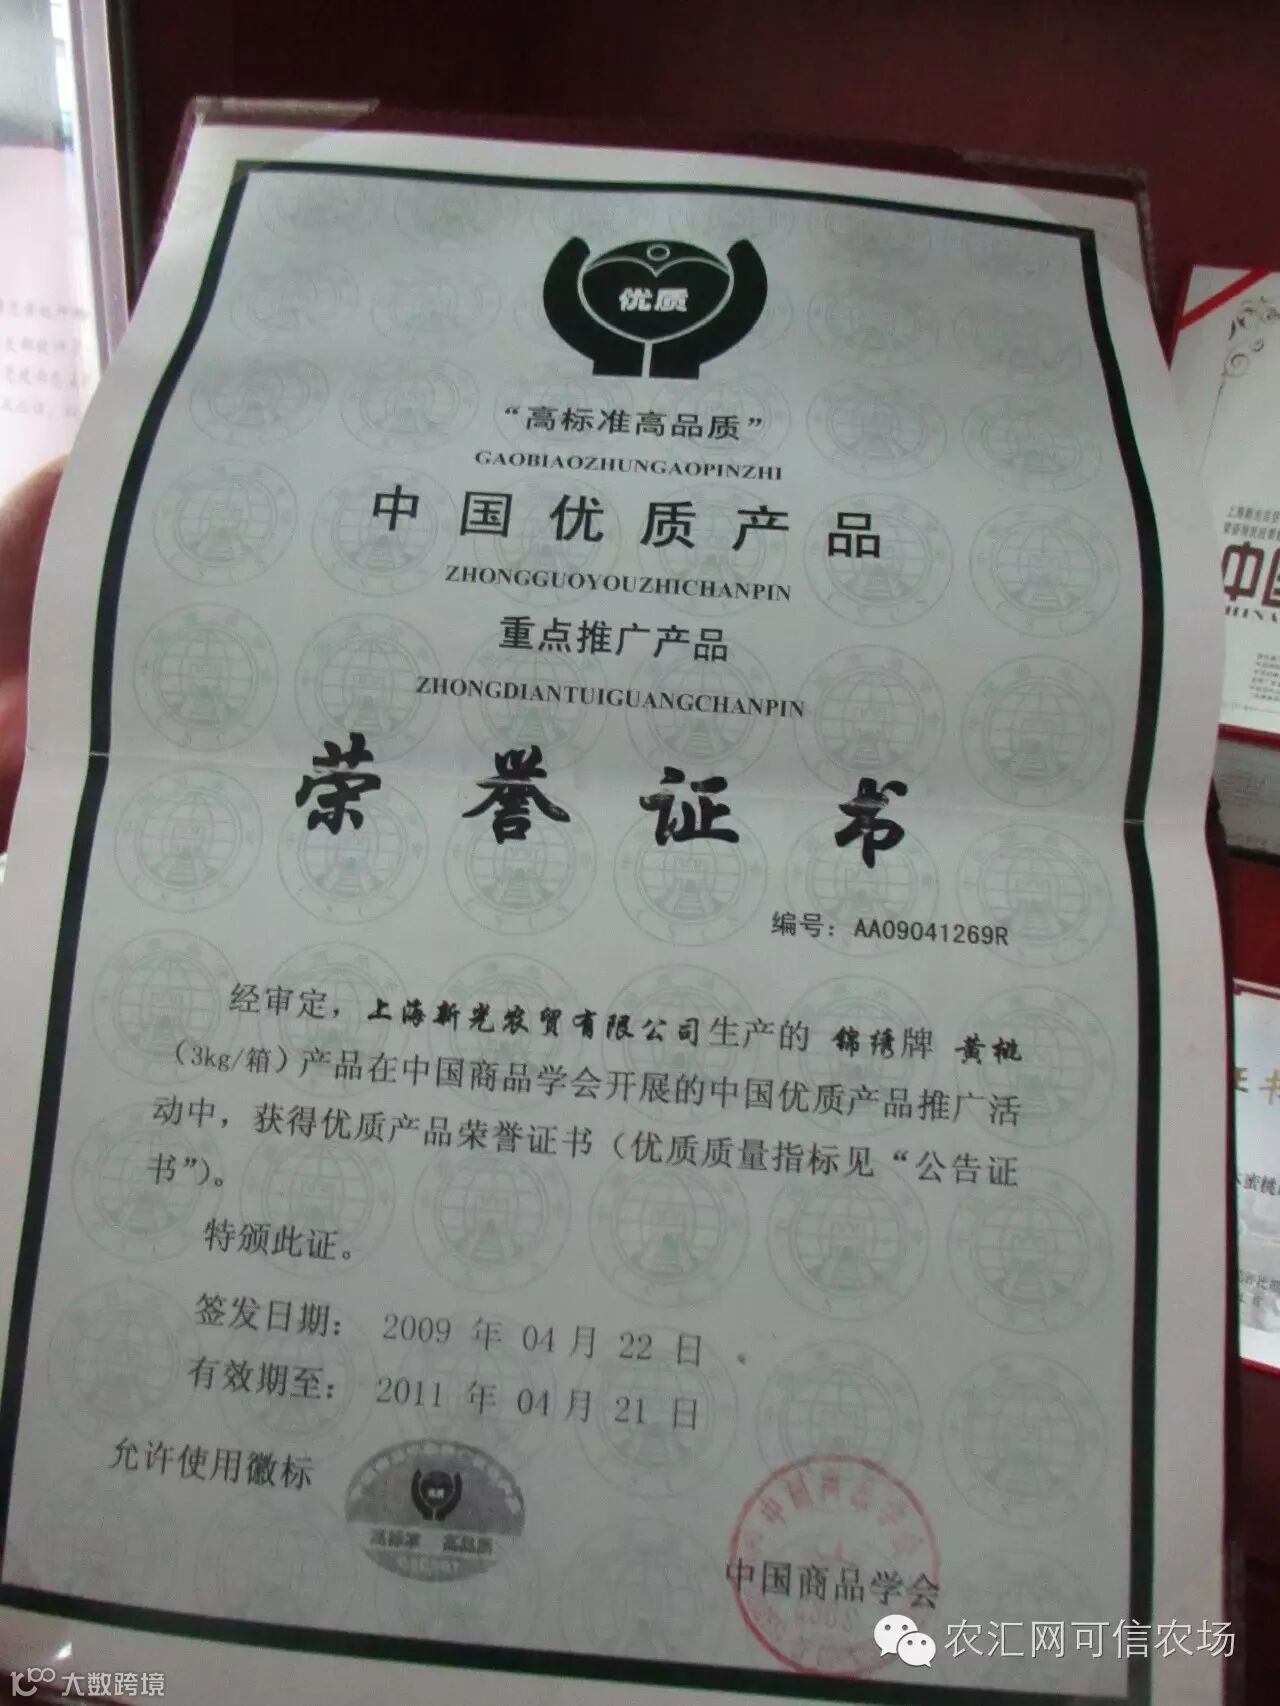 优质
“高标准高品质”
GAOBIAOZHUNGAOPINZHI
中国优质产品
ZHONGGUOYOUZHICHANPIN
重点推广产品
ZHONGDIANTUIGUANGCHANPIN
荣誉证书
编号：AA09041269R
经审定，上海新光农贸有限公司生产的 锦绣牌 黄桃
（3kg/箱）产品在中国商品学会开展的中国优质产品推广活
动中，获得优质产品荣誉证书（优质质量指标见“公告证
书”）。
特颁此证。
签发日期： 2009 年 04 月 22 日
有效期至： 2011 年 04 月 21 日
允许使用徽标
高标准 高品质
中国商品学会
中国商品学会
农汇网可信农场
大数跨境